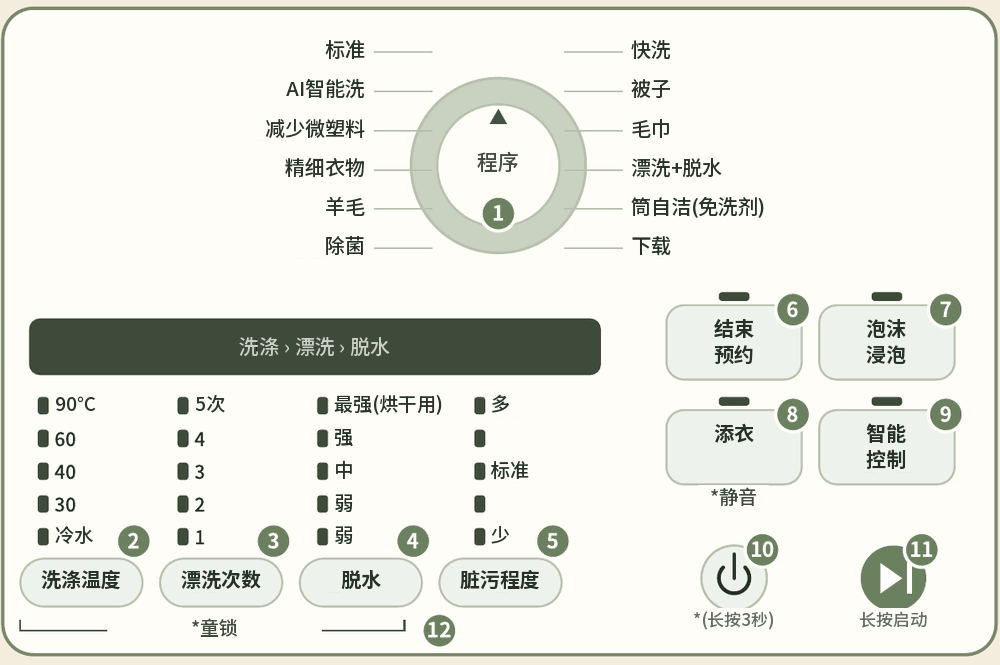 标准
快洗
AI智能洗
被子
减少微塑料
毛巾
程序
精细衣物
漂洗+脱水
羊毛
1
筒自洁(免洗剂)
除菌
下载
6
7
结束
预约
泡沫
浸泡
洗涤 › 漂洗 › 脱水
90℃
5次
最强(烘干用)
多
8
9
添衣
智能
控制
60
4
强
40
3
中
标准
30
2
弱
*静音
冷水
1
弱
少
2
3
4
5
10
11
洗涤温度
漂洗次数
脱水
脏污程度
*(长按3秒)
长按启动
*童锁
12